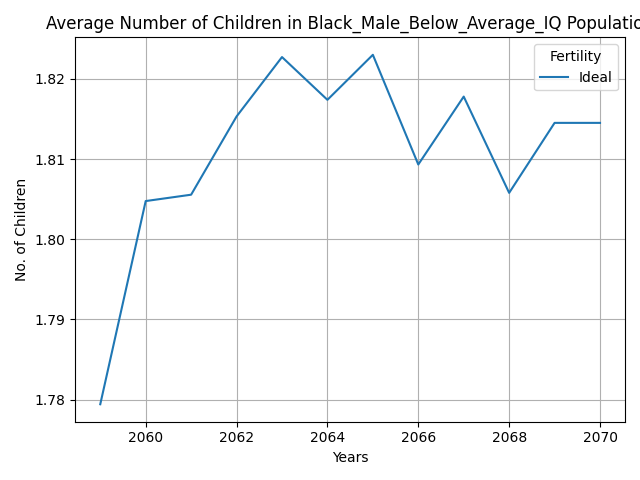 Average Number of Children in Black_Male_Below_Average_IQ Populatio
Fertility
Ideal
1.82
1.81
1.80
1.79
1.78
No. of Children
2060 2062 2064 2066 2068 2070
Years